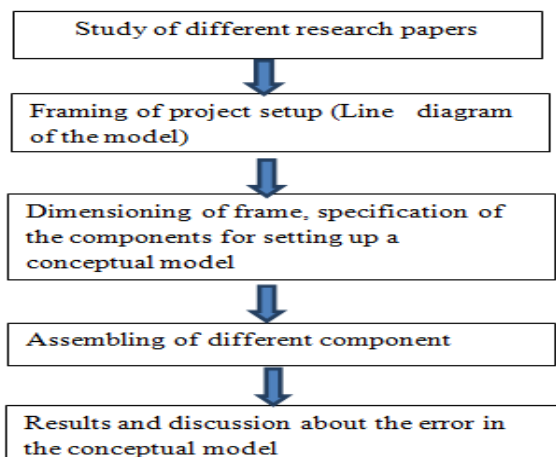 Study of different research papers
Framing of project setup (Line diagram
of the model)
Dimensioning of frame, specification of
the components for setting up a
conceptual model
Assembling of different component
Results and discussion about the error in
the conceptual model